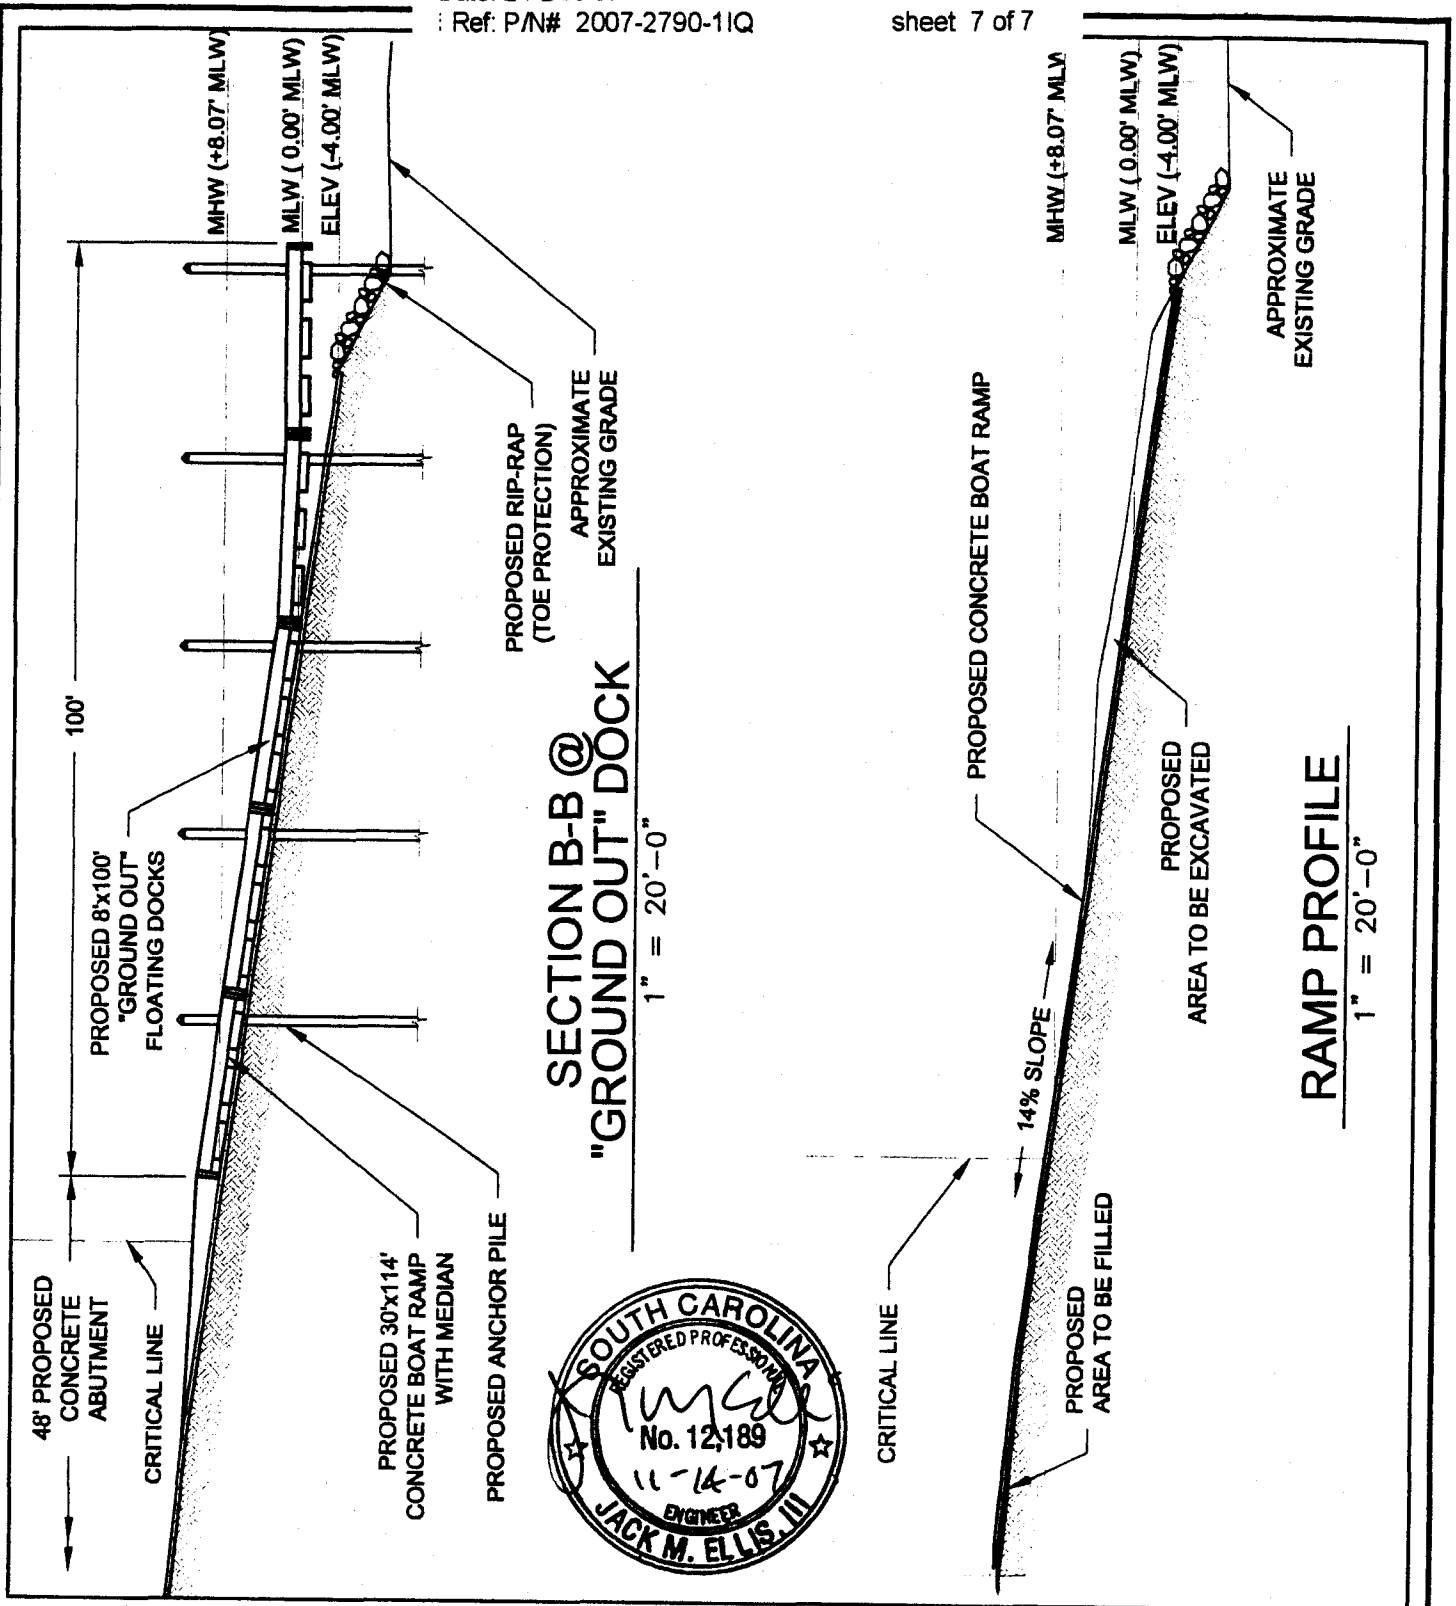 Ref: P/N# 2007-2790-1IQ
sheet 7 of 7
48' PROPOSED
CONCRETE
ABUTMENT
100'
MHW (+8.07' MLW)
MLW ( 0.00' MLW)
ELEV (-4.00' MLW)
PROPOSED 8'x100'
"GROUND OUT"
FLOATING DOCKS
CRITICAL LINE
PROPOSED 30'x114'
CONCRETE BOAT RAMP
WITH MEDIAN
PROPOSED ANCHOR PILE
PROPOSED RIP-RAP
(TOE PROTECTION)
APPROXIMATE
EXISTING GRADE
SECTION B-B @
"GROUND OUT" DOCK
1" = 20'-0"
SOUTH CAROLINA
REGISTERED PROFESSIONAL
No. 12,189
11-14-07
ENGINEER
JACK M. ELLIS, III
MHW (+8.07' MLW
MLW ( 0.00' MLW)
ELEV (-4.00' MLW)
CRITICAL LINE
14% SLOPE
PROPOSED CONCRETE BOAT RAMP
PROPOSED
AREA TO BE FILLED
PROPOSED
AREA TO BE EXCAVATED
APPROXIMATE
EXISTING GRADE
RAMP PROFILE
1" = 20'-0"